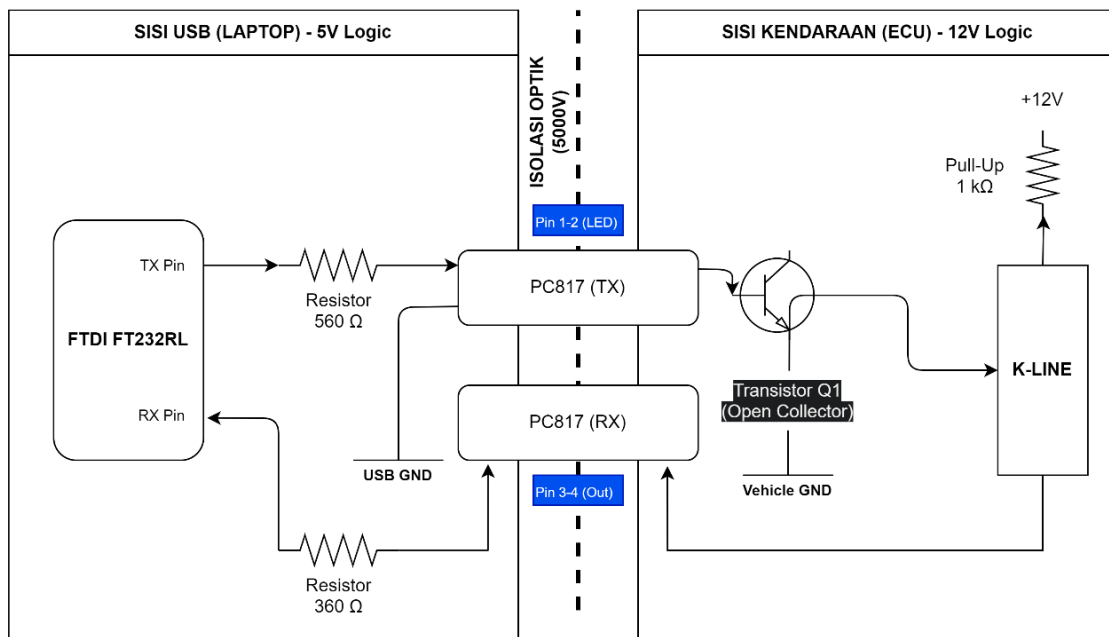 SISI USB (LAPTOP) - 5V Logic
SISI KENDARAAN (ECU) - 12V Logic
ISOLASI OPTIK
(5000V)
+12V
Pull-Up
1 kΩ
Pin 1-2 (LED)
TX Pin
PC817 (TX)
Resistor
560 Ω
FTDI FT232RL
K-LINE
Transistor Q1
(Open Collector)
RX Pin
PC817 (RX)
USB GND
Pin 3-4 (Out)
Vehicle GND
Resistor
360 Ω